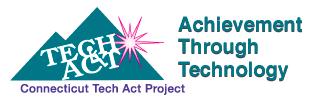 TECH
ACT
Connecticut Tech Act Project
Achievement
Through
Technology